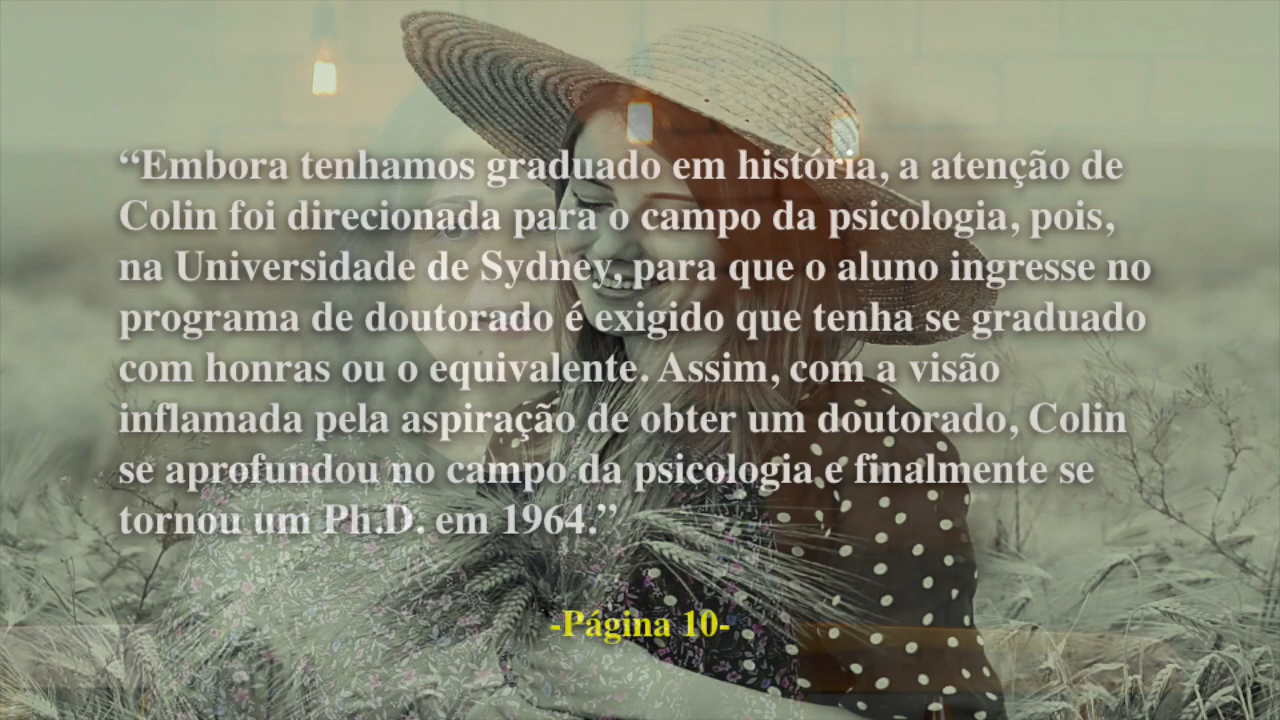 “Embora tenhamos graduado em história, a atenção de
Colin foi direcionada para o campo da psicologia, pois,
na Universidade de Sydney, para que o aluno ingresse no
programa de doutorado é exigido que tenha se graduado
com honras ou o equivalente. Assim, com a visão
inflamada pela aspiração de obter um doutorado, Colin
se aprofundou no campo da psicologia e finalmente se
tornou um Ph.D. em 1964.”
-Página 10-